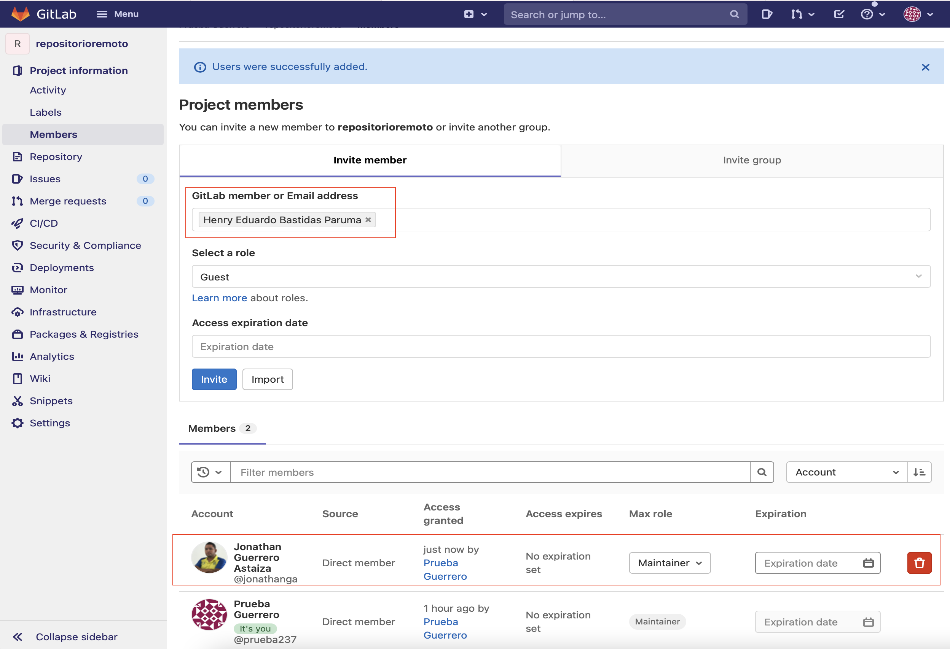 GitLab
Menu
Search or jump to...
R
repositorioremoto
Project information
Activity
Labels
Members
Repository
Issues 0
Merge requests 0
CI/CD
Security & Compliance
Deployments
Monitor
Infrastructure
Packages & Registries
Analytics
Wiki
Snippets
Settings
Collapse sidebar
Users were successfully added.
Project members
You can invite a new member to repositorioremoto or invite another group.
Invite member
Invite group
GitLab member or Email address
Henry Eduardo Bastidas Paruma
Select a role
Guest
Learn more about roles.
Access expiration date
Expiration date
Invite
Import
Members 2
Filter members
Account
Account
Source
Access
granted
Access expires
Max role
Expiration
Jonathan
Guerrero
Astaiza
@jonathanga
Direct member
just now by
Prueba
Guerrero
No expiration
set
Maintainer
Expiration date
Prueba
Guerrero
It's you
@prueba237
Direct member
1 hour ago by
Prueba
Guerrero
No expiration
set
Maintainer
Expiration date